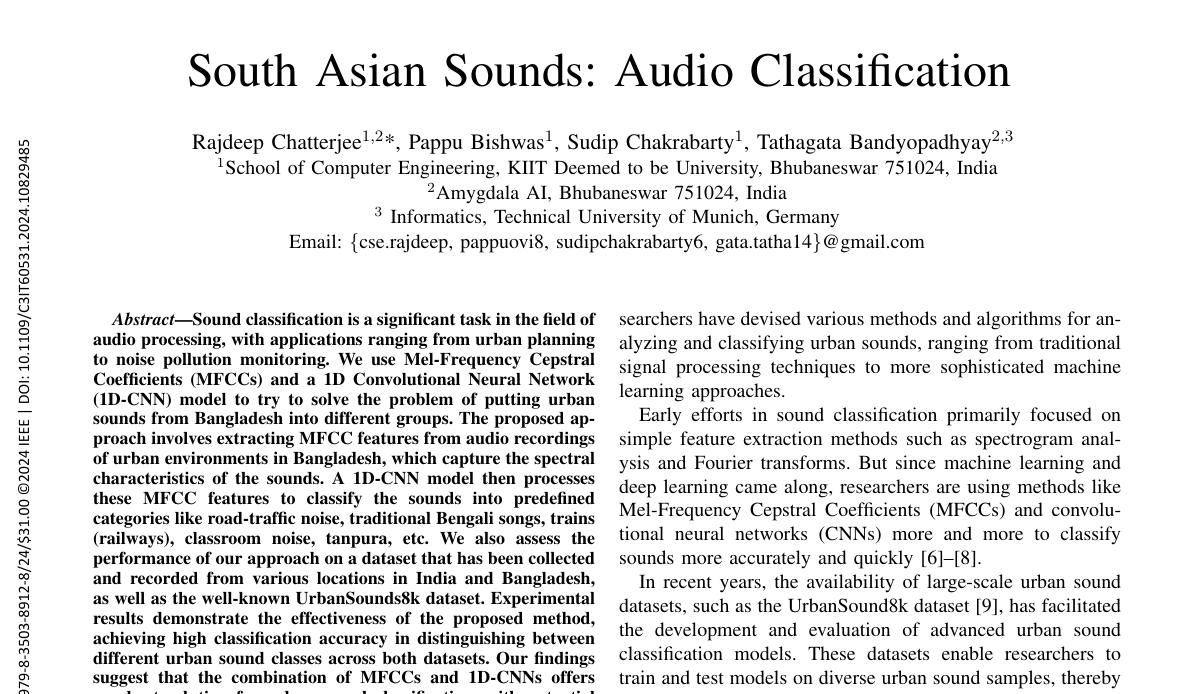 South Asian Sounds: Audio Classification
Rajdeep Chatterjee1,2*, Pappu Bishwas1, Sudip Chakrabarty1, Tathagata Bandyopadhyay2,3
1School of Computer Engineering, KIIT Deemed to be University, Bhubaneswar 751024, India
2Amygdala AI, Bhubaneswar 751024, India
3 Informatics, Technical University of Munich, Germany
Email: {cse.rajdeep, pappuovi8, sudipchakrabarty6, gata.tatha14}@gmail.com
979-8-3503-8912-8/24/$31.00 ©2024 IEEE | DOI: 10.1109/C3IT60531.2024.10829485
Abstract—Sound classification is a significant task in the field of
audio processing, with applications ranging from urban planning
to noise pollution monitoring. We use Mel-Frequency Cepstral
Coefficients (MFCCs) and a 1D Convolutional Neural Network
(1D-CNN) model to try to solve the problem of putting urban
sounds from Bangladesh into different groups. The proposed ap-
proach involves extracting MFCC features from audio recordings
of urban environments in Bangladesh, which capture the spectral
characteristics of the sounds. A 1D-CNN model then processes
these MFCC features to classify the sounds into predefined
categories like road-traffic noise, traditional Bengali songs, trains
(railways), classroom noise, tanpura, etc. We also assess the
performance of our approach on a dataset that has been collected
and recorded from various locations in India and Bangladesh,
as well as the well-known UrbanSounds8k dataset. Experimental
results demonstrate the effectiveness of the proposed method,
achieving high classification accuracy in distinguishing between
different urban sound classes across both datasets. Our findings
suggest that the combination of MFCCs and 1D-CNNs offers
searchers have devised various methods and algorithms for an-
alyzing and classifying urban sounds, ranging from traditional
signal processing techniques to more sophisticated machine
learning approaches.
Early efforts in sound classification primarily focused on
simple feature extraction methods such as spectrogram anal-
ysis and Fourier transforms. But since machine learning and
deep learning came along, researchers are using methods like
Mel-Frequency Cepstral Coefficients (MFCCs) and convolu-
tional neural networks (CNNs) more and more to classify
sounds more accurately and quickly [6]–[8].
In recent years, the availability of large-scale urban sound
datasets, such as the UrbanSound8k dataset [9], has facilitated
the development and evaluation of advanced urban sound
classification models. These datasets enable researchers to
train and test models on diverse urban sound samples, thereby